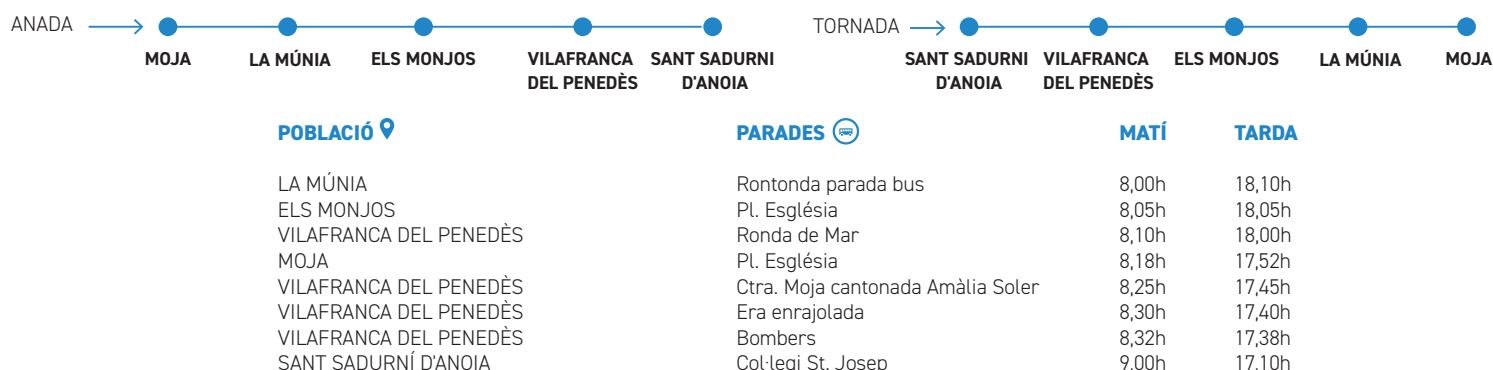 ANADA
MOJA
LA MÚNIA
ELS MONJOS
VILAFRANCA
DEL PENEDÈS
SANT SADURNI
D'ANOIA
TORNADA
SANT SADURNI
D'ANOIA
VILAFRANCA
DEL PENEDÈS
ELS MONJOS
LA MÚNIA
MOJA
POBLACIÓ PARADES MATÍ TARDA
LA MÚNIA Rontonda parada bus 8,00h 18,10h
ELS MONJOS Pl. Església 8,05h 18,05h
VILAFRANCA DEL PENEDÈS Ronda de Mar 8,10h 18,00h
MOJA Pl. Església 8,18h 17,52h
VILAFRANCA DEL PENEDÈS Ctra. Moja cantonada Amàlia Soler 8,25h 17,45h
VILAFRANCA DEL PENEDÈS Era enrajolada 8,30h 17,40h
VILAFRANCA DEL PENEDÈS Bombers 8,32h 17,38h
SANT SADURNÍ D'ANOIA Col·legi St. Josep 9,00h 17,10h